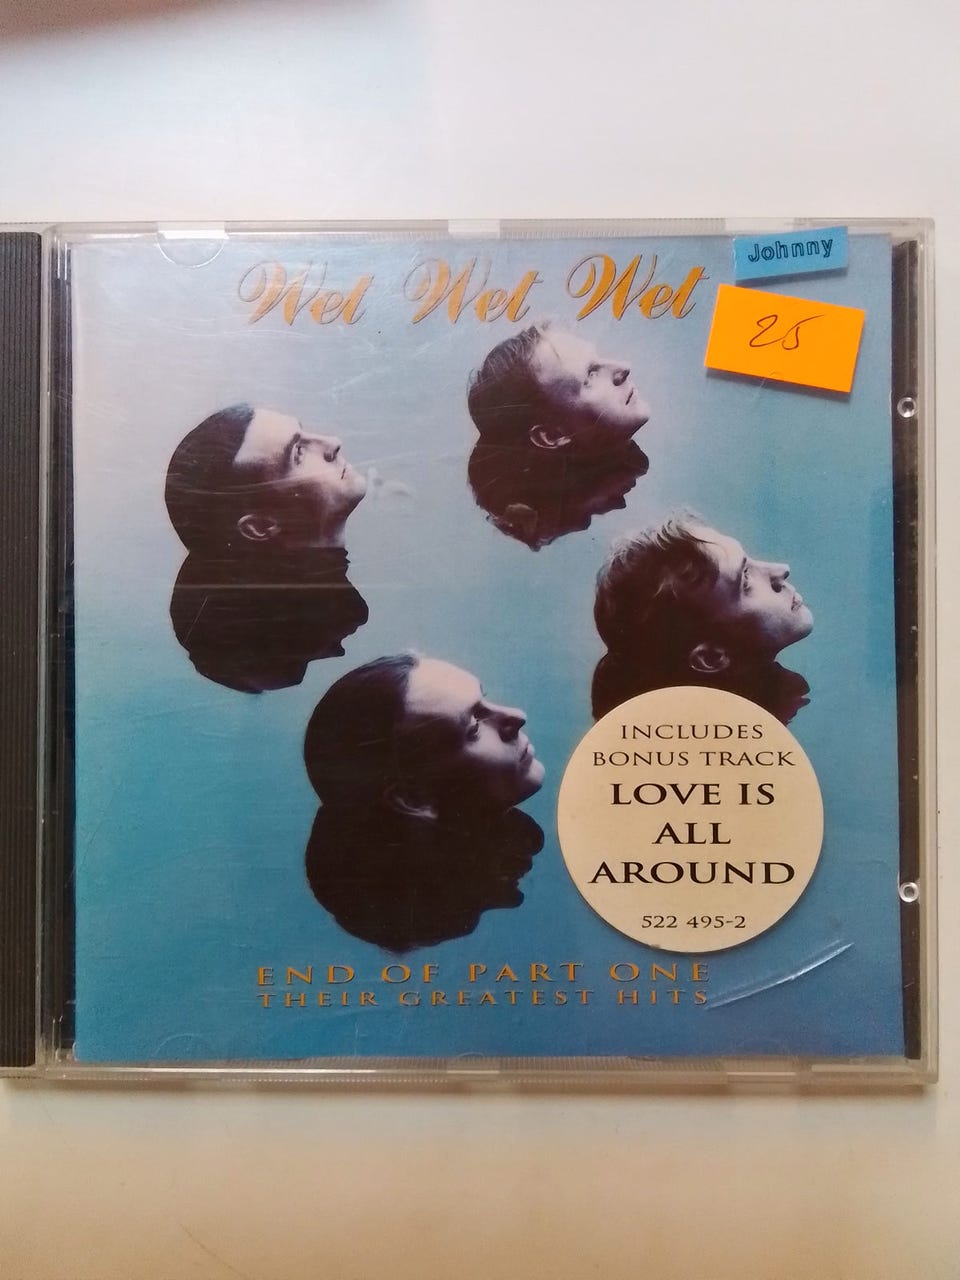 Wet Wet Wet
Johnny
25
INCLUDES
BONUS TRACK
LOVE IS
ALL
AROUND
522 495-2
END OF PART ONE
THEIR GREATEST HITS